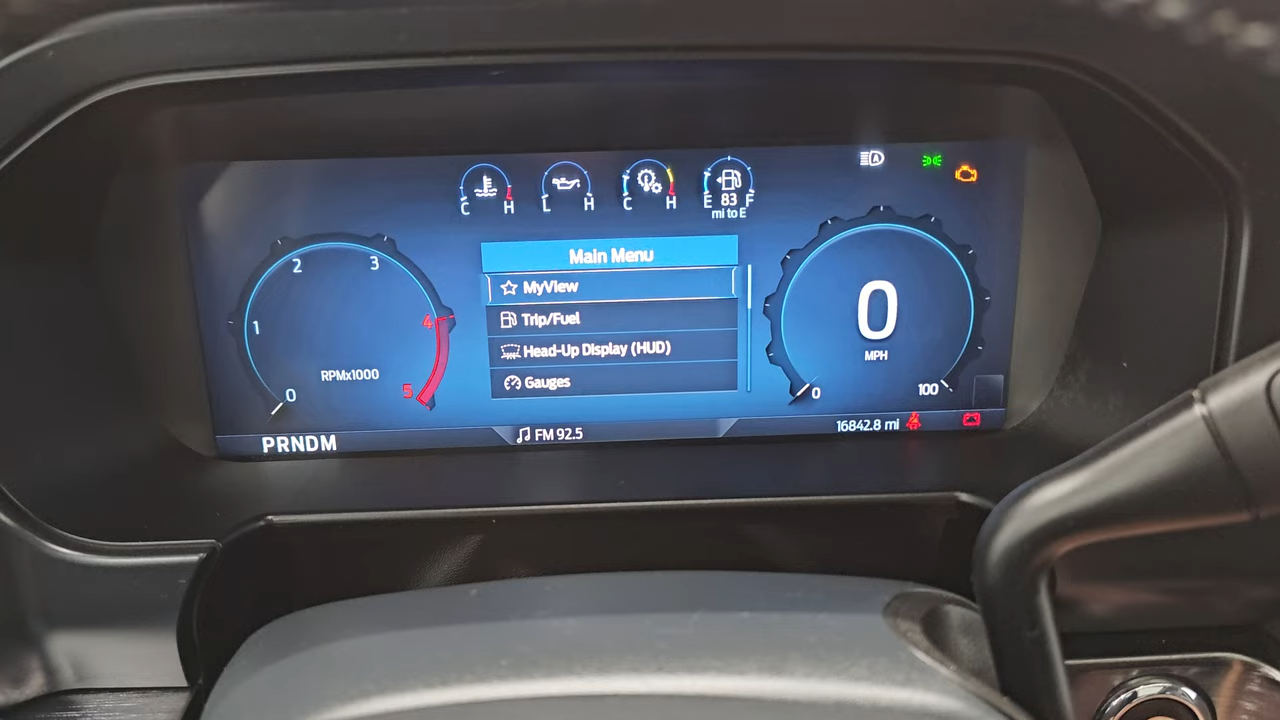 A
C H
L H
C H
E 83 F
mi to E
Main Menu
MyView
Trip/Fuel
Head-Up Display (HUD)
Gauges
0
1
2
3
4
5
RPMx1000
0
MPH
0
100
PRNDM
FM 92.5
16842.8 mi